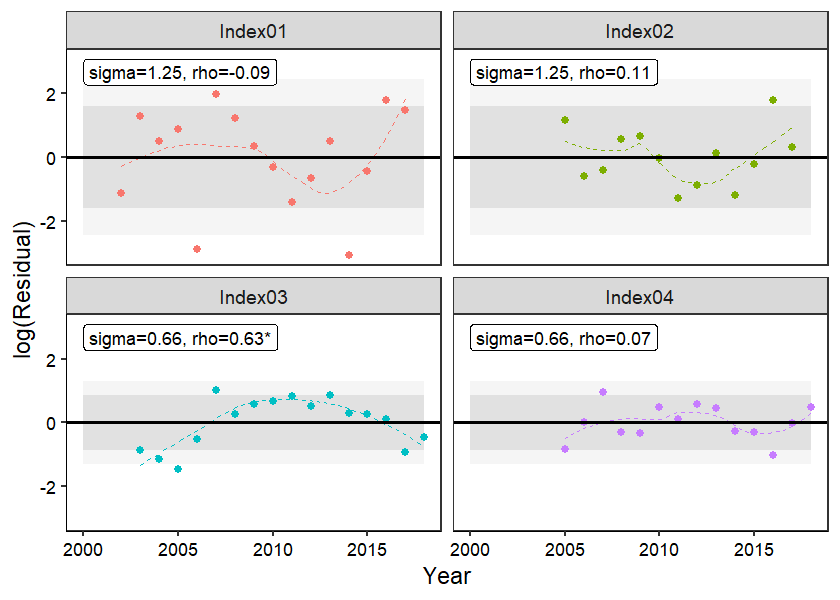 Index01
Index02
sigma=1.25, rho=-0.09
sigma=1.25, rho=0.11
2
0
-2
Index03
Index04
sigma=0.66, rho=0.63*
sigma=0.66, rho=0.07
2
0
-2
log(Residual)
2000
2005
2010
2015
2000
2005
2010
2015
Year